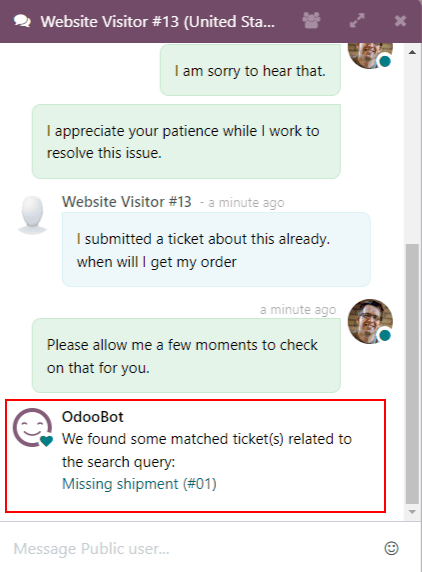 Website Visitor #13 (United Sta...
I am sorry to hear that.
I appreciate your patience while I work to
resolve this issue.
Website Visitor #13 - a minute ago
I submitted a ticket about this already.
when will I get my order
a minute ago
Please allow me a few moments to check
on that for you.
OdooBot
We found some matched ticket(s) related to
the search query:
Missing shipment (#01)
Message Public user...